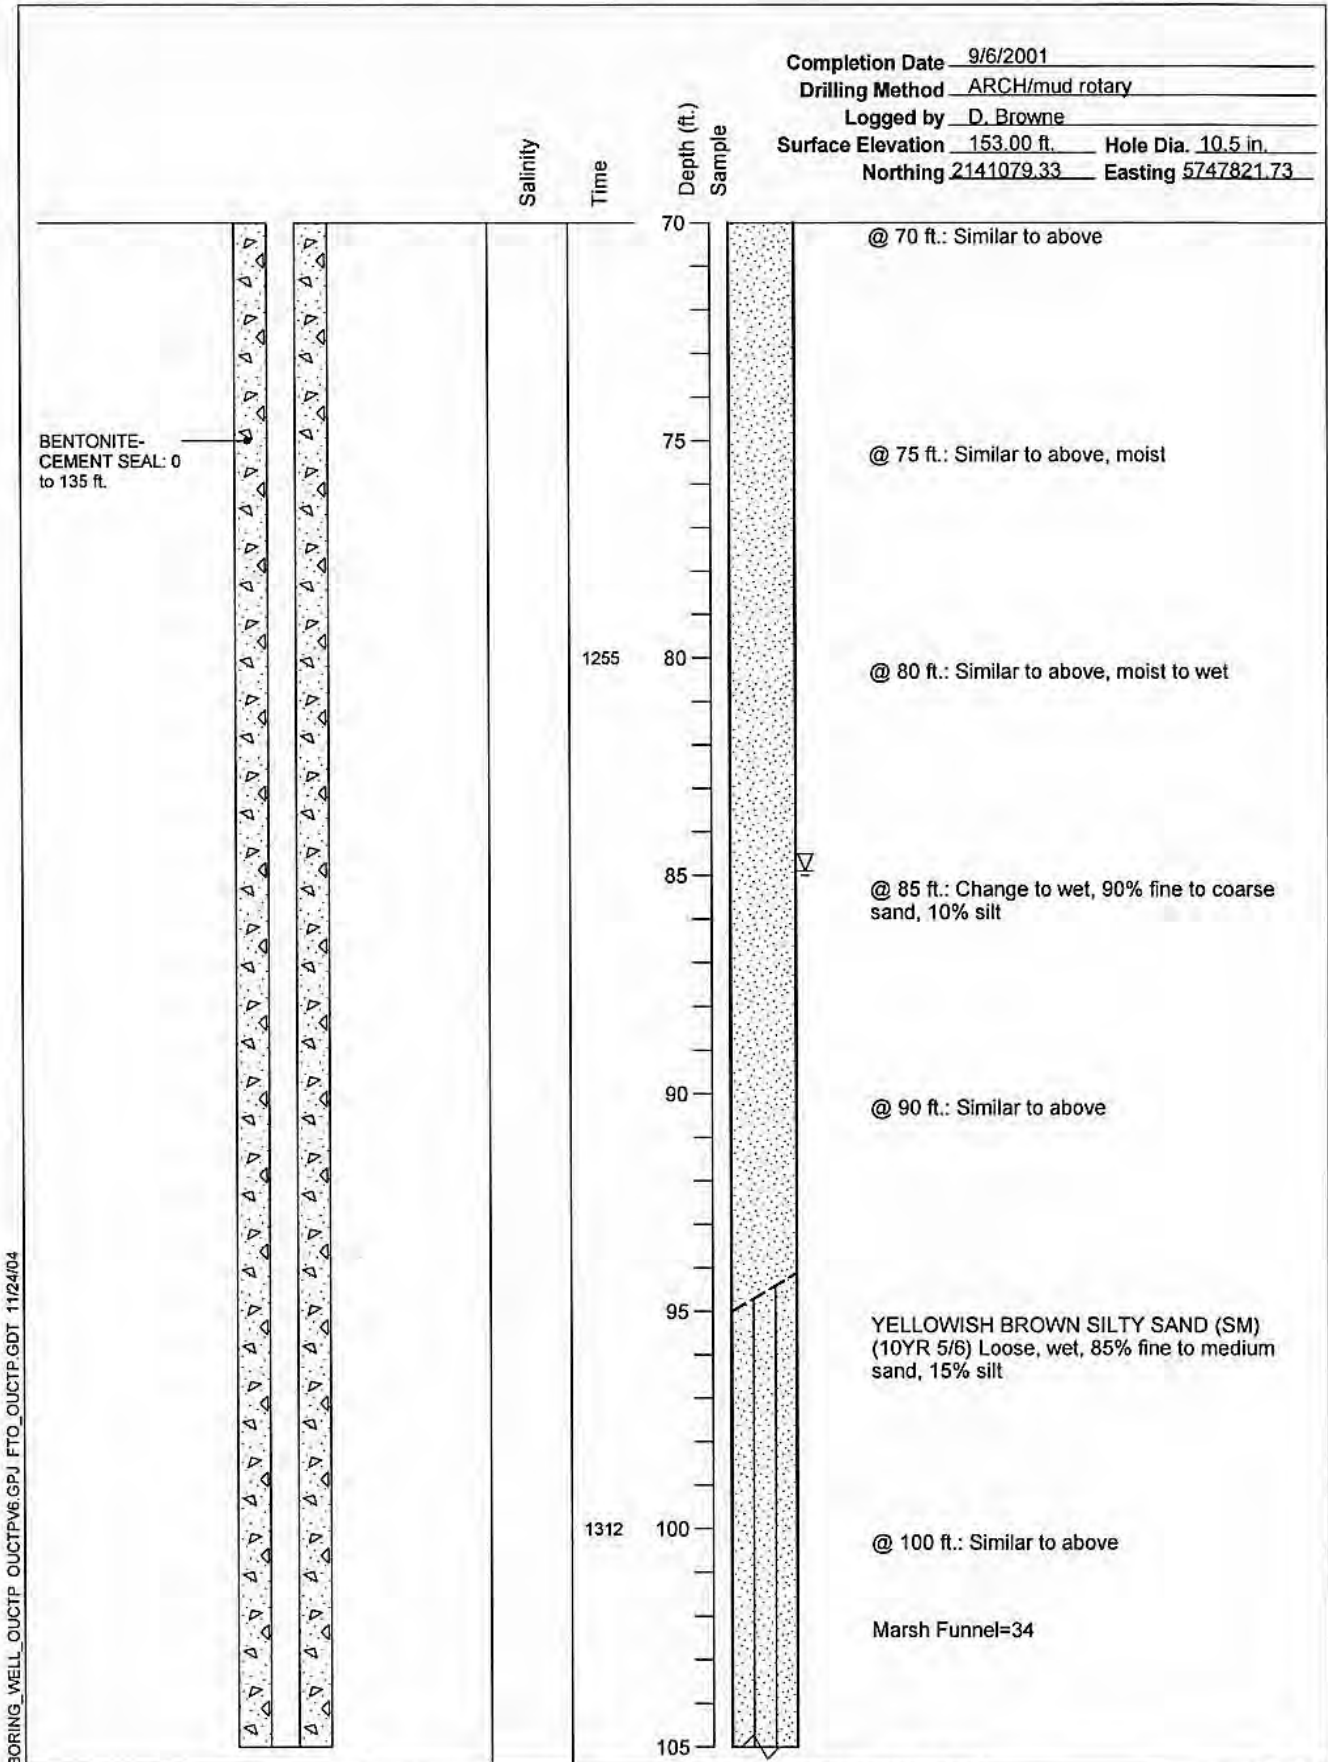 Completion Date 9/6/2001
Drilling Method ARCH/mud rotary
Logged by D. Browne
Surface Elevation 153.00 ft. Hole Dia. 10.5 in.
Northing 2141079.33 Easting 5747821.73
Salinity
Time
Depth (ft.)
Sample
70
@ 70 ft.: Similar to above
BENTONITE-
CEMENT SEAL: 0
to 135 ft.
75
@ 75 ft.: Similar to above, moist
1255
80
@ 80 ft.: Similar to above, moist to wet
85
@ 85 ft.: Change to wet, 90% fine to coarse
sand, 10% silt
90
@ 90 ft.: Similar to above
95
YELLOWISH BROWN SILTY SAND (SM)
(10YR 5/6) Loose, wet, 85% fine to medium
sand, 15% silt
1312
100
@ 100 ft.: Similar to above
Marsh Funnel=34
105
BORING_WELL_OUCTP OUCTPV6.GPJ FTO_OUCTP.GDT 11/24/04